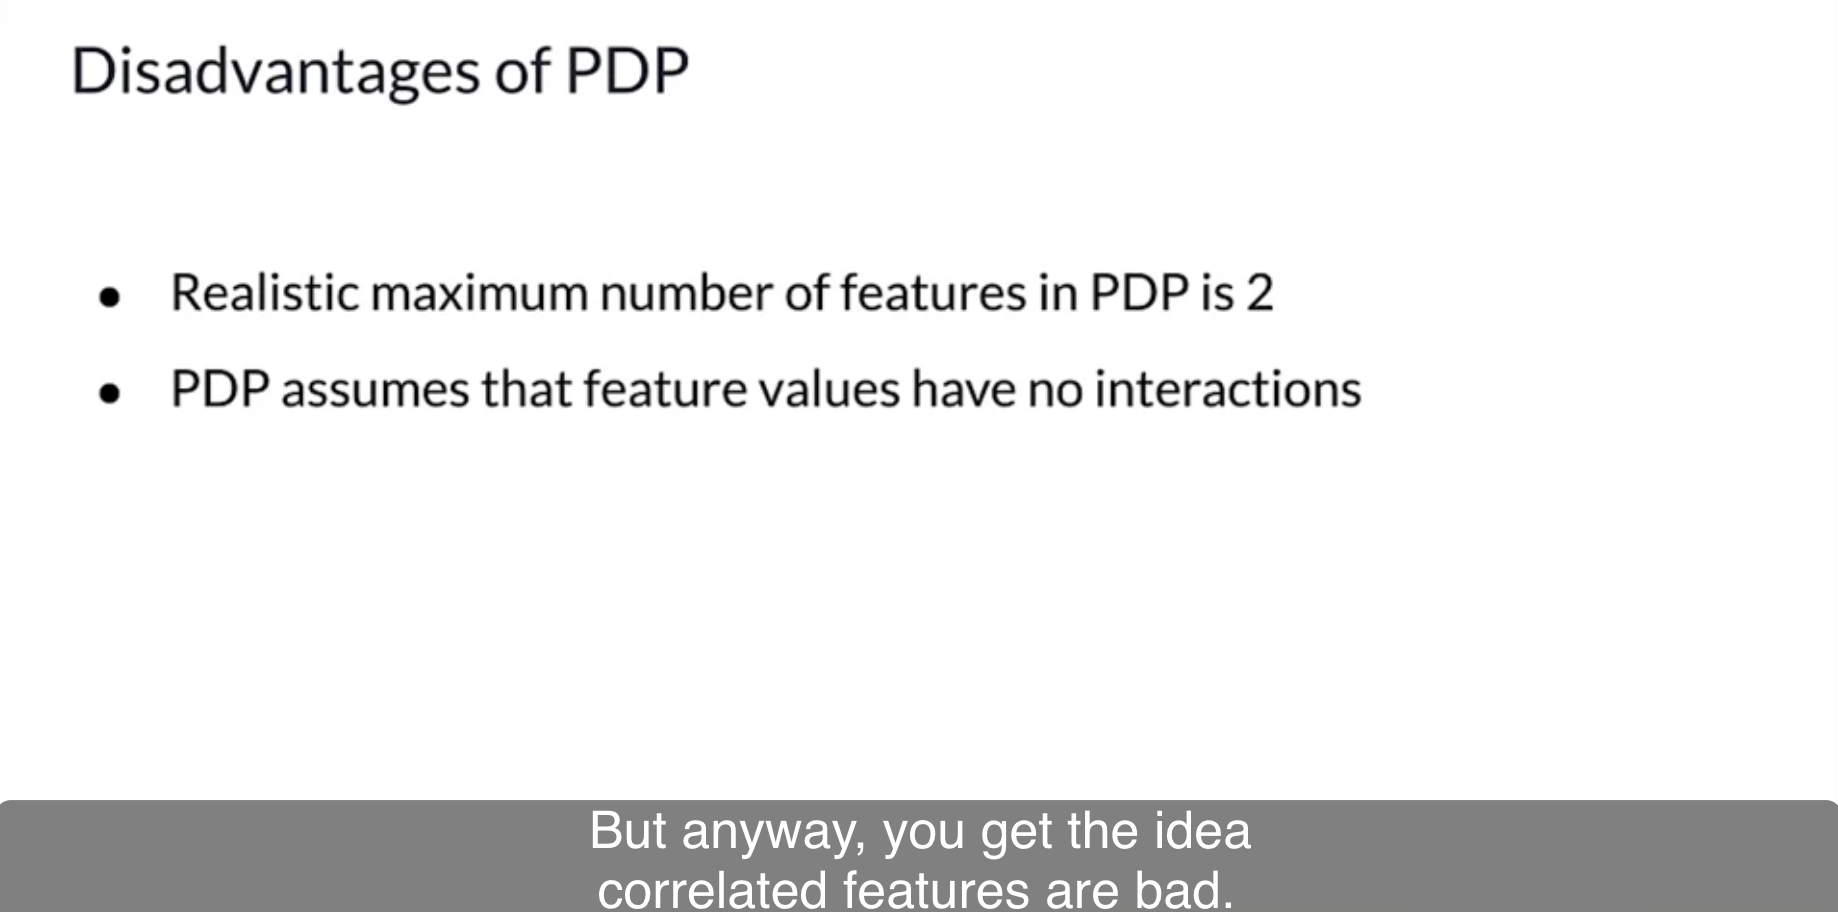 Disadvantages of PDP
● Realistic maximum number of features in PDP is 2
● PDP assumes that feature values have no interactions
But anyway, you get the idea
correlated features are bad.